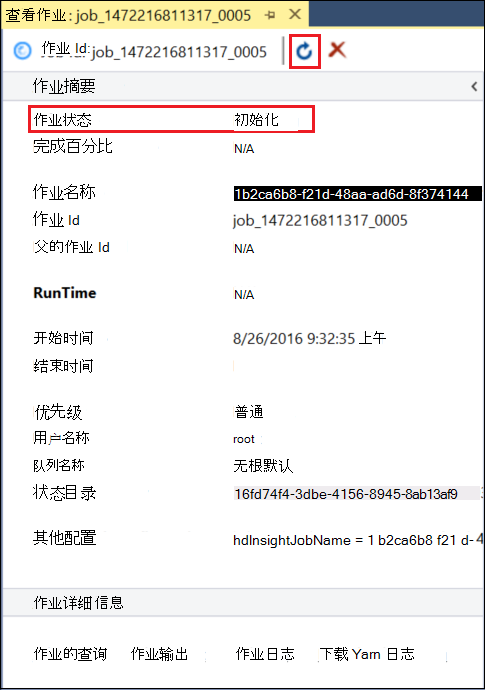 查看作业: job_1472216811317_0005
作业 Id: job_1472216811317_0005
作业摘要
作业状态 初始化
完成百分比 N/A
作业名称 1b2ca6b8-f21d-48aa-ad6d-8f374144
作业 Id job_1472216811317_0005
父的作业 Id N/A
RunTime N/A
开始时间 8/26/2016 9:32:35 上午
结束时间
优先级 普通
用户名称 root
队列名称 无根默认
状态目录 16fd74f4-3dbe-4156-8945-8ab13af9
其他配置 hdInsightJobName = 1 b2ca6b8 f21 d- 4
作业详细信息
作业的查询 作业输出 作业日志 下载 Yarn 日志